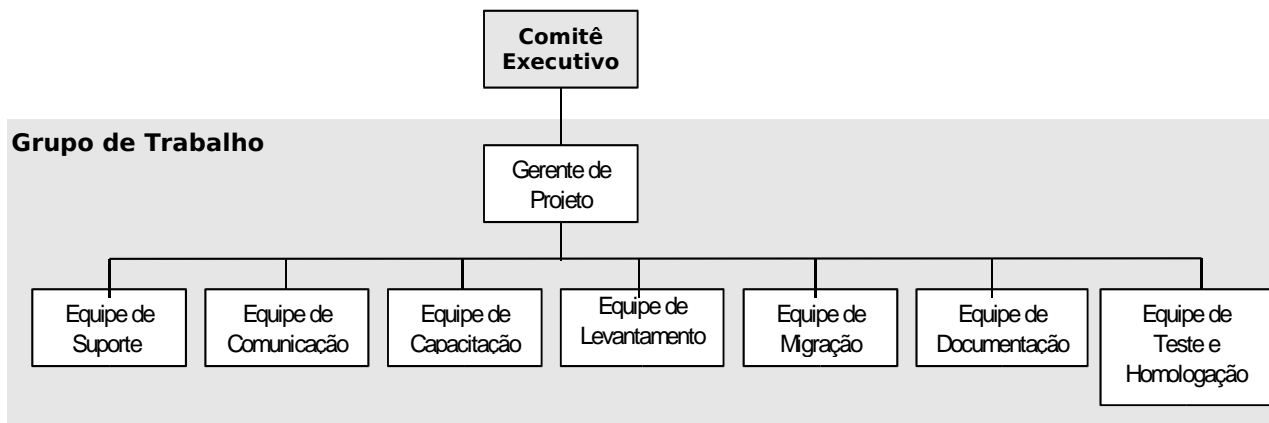 Comitê
Executivo
Grupo de Trabalho
Gerente de
Projeto
Equipe de
Suporte
Equipe de
Comunicação
Equipe de
Capacitação
Equipe de
Levantamento
Equipe de
Migração
Equipe de
Documentação
Equipe de
Teste e
Homologação